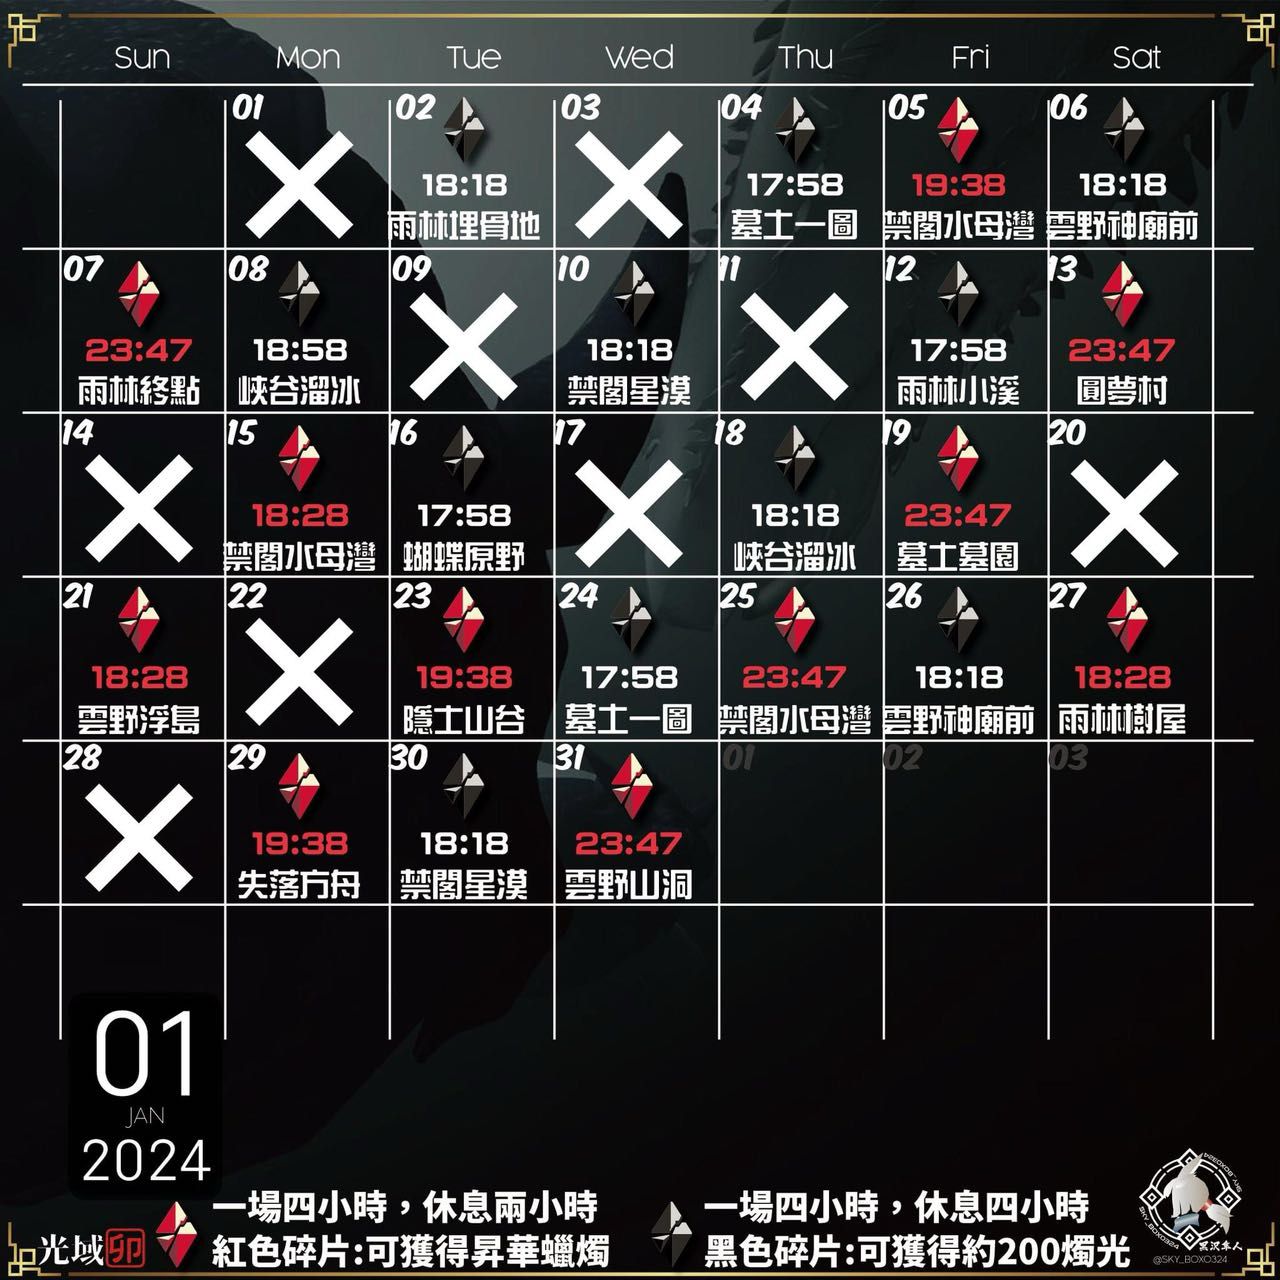 Sun Mon Tue Wed Thu Fri Sat
01 02 03 04 05 06
18:18 17:58 19:38 18:18
雨林埋骨地 墓土一圖 禁閣水母灣 雲野神廟前
07 08 09 10 11 12 13
23:47 18:58 18:18 17:58 23:47
雨林終點 峽谷溜冰 禁閣星漠 雨林小溪 圓夢村
14 15 16 17 18 19 20
18:28 17:58 18:18 23:47
禁閣水母灣 蝴蝶原野 峽谷溜冰 墓土墓園
21 22 23 24 25 26 27
18:28 19:38 17:58 23:47 18:18 18:28
雲野浮島 隱士山谷 墓土一圖 禁閣水母灣 雲野神廟前 雨林樹屋
28 29 30 31 01 02 03
19:38 18:18 23:47
失落方舟 禁閣星漠 雲野山洞
01
JAN
2024
一場四小時，休息兩小時 一場四小時，休息四小時
光域 卯 紅色碎片:可獲得昇華蠟燭 黑色碎片:可獲得約200燭光
黑沢本人
@SKY_BOXO324